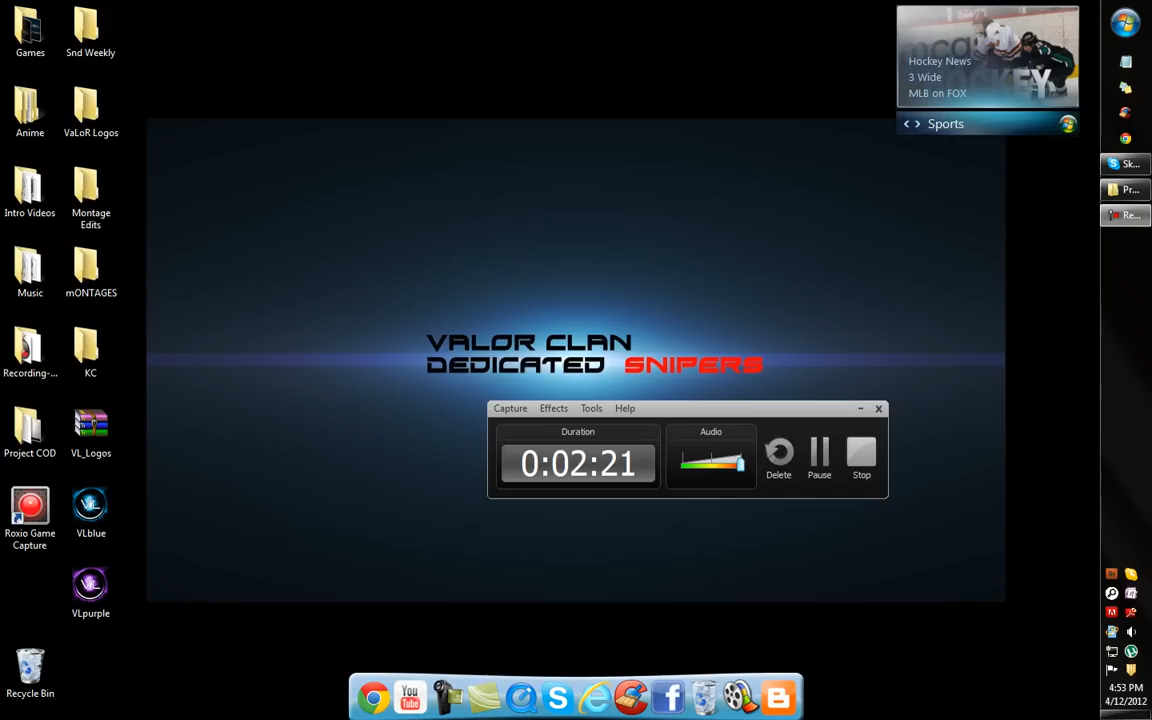 Games
Snd Weekly
Anime
ValoR Logos
Intro Videos
Montage
Edits
Music
mONTAGES
Recording-...
KC
Project COD
VL_Logos
Roxio Game
Capture
VLblue
VLpurple
Recycle Bin
Hockey News
3 Wide
MLB on FOX
HOCKEY
< > Sports
VALOR CLAN
DEDICATED SNIPERS
Capture Effects Tools Help
Duration
0:02:21
Audio
Delete
Pause
Stop
Sk...
Pr...
Re...
4:53 PM
4/12/2012
You
Tube